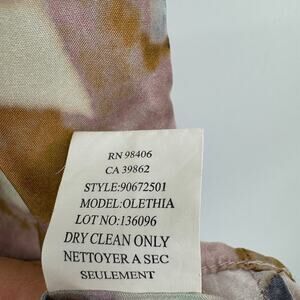 RN 98406
CA 39862
STYLE:90672501
MODEL:OLETHIA
LOT NO:136096
DRY CLEAN ONLY
NETTOYER A SEC
SEULEMENT